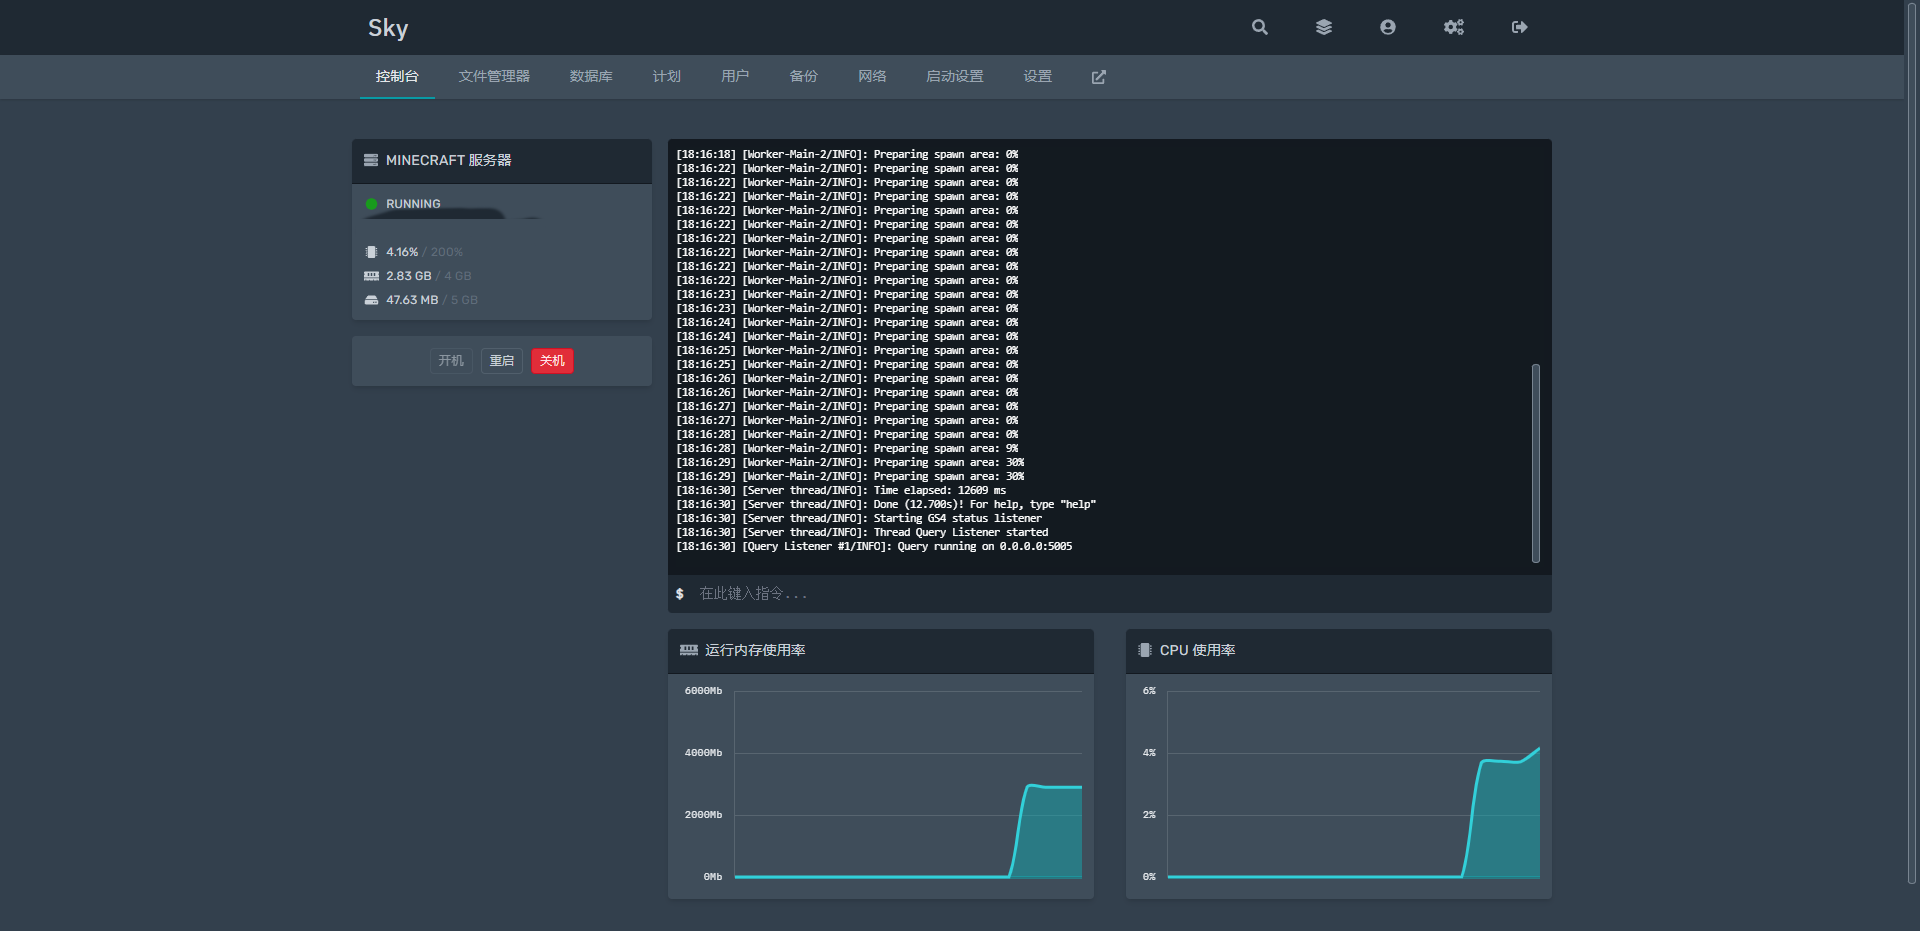 Sky
控制台 文件管理器 数据库 计划 用户 备份 网络 启动设置 设置
MINECRAFT 服务器
RUNNING
4.16% / 200%
2.83 GB / 4 GB
47.63 MB / 5 GB
开机 重启 关机
[18:16:18] [Worker-Main-2/INFO]: Preparing spawn area: 0%
[18:16:22] [Worker-Main-2/INFO]: Preparing spawn area: 0%
[18:16:22] [Worker-Main-2/INFO]: Preparing spawn area: 0%
[18:16:22] [Worker-Main-2/INFO]: Preparing spawn area: 0%
[18:16:22] [Worker-Main-2/INFO]: Preparing spawn area: 0%
[18:16:22] [Worker-Main-2/INFO]: Preparing spawn area: 0%
[18:16:22] [Worker-Main-2/INFO]: Preparing spawn area: 0%
[18:16:22] [Worker-Main-2/INFO]: Preparing spawn area: 0%
[18:16:22] [Worker-Main-2/INFO]: Preparing spawn area: 0%
[18:16:22] [Worker-Main-2/INFO]: Preparing spawn area: 0%
[18:16:23] [Worker-Main-2/INFO]: Preparing spawn area: 0%
[18:16:23] [Worker-Main-2/INFO]: Preparing spawn area: 0%
[18:16:24] [Worker-Main-2/INFO]: Preparing spawn area: 0%
[18:16:24] [Worker-Main-2/INFO]: Preparing spawn area: 0%
[18:16:25] [Worker-Main-2/INFO]: Preparing spawn area: 0%
[18:16:25] [Worker-Main-2/INFO]: Preparing spawn area: 0%
[18:16:26] [Worker-Main-2/INFO]: Preparing spawn area: 0%
[18:16:26] [Worker-Main-2/INFO]: Preparing spawn area: 0%
[18:16:27] [Worker-Main-2/INFO]: Preparing spawn area: 0%
[18:16:27] [Worker-Main-2/INFO]: Preparing spawn area: 0%
[18:16:28] [Worker-Main-2/INFO]: Preparing spawn area: 0%
[18:16:28] [Worker-Main-2/INFO]: Preparing spawn area: 9%
[18:16:29] [Worker-Main-2/INFO]: Preparing spawn area: 30%
[18:16:29] [Worker-Main-2/INFO]: Preparing spawn area: 30%
[18:16:30] [Server thread/INFO]: Time elapsed: 12609 ms
[18:16:30] [Server thread/INFO]: Done (12.700s)! For help, type "help"
[18:16:30] [Server thread/INFO]: Starting GS4 status listener
[18:16:30] [Server thread/INFO]: Thread Query Listener started
[18:16:30] [Query Listener #1/INFO]: Query running on 0.0.0.0:5005
$ 在此键入指令...
运行内存使用率
6000Mb
4000Mb
2000Mb
0Mb
CPU 使用率
6%
4%
2%
0%